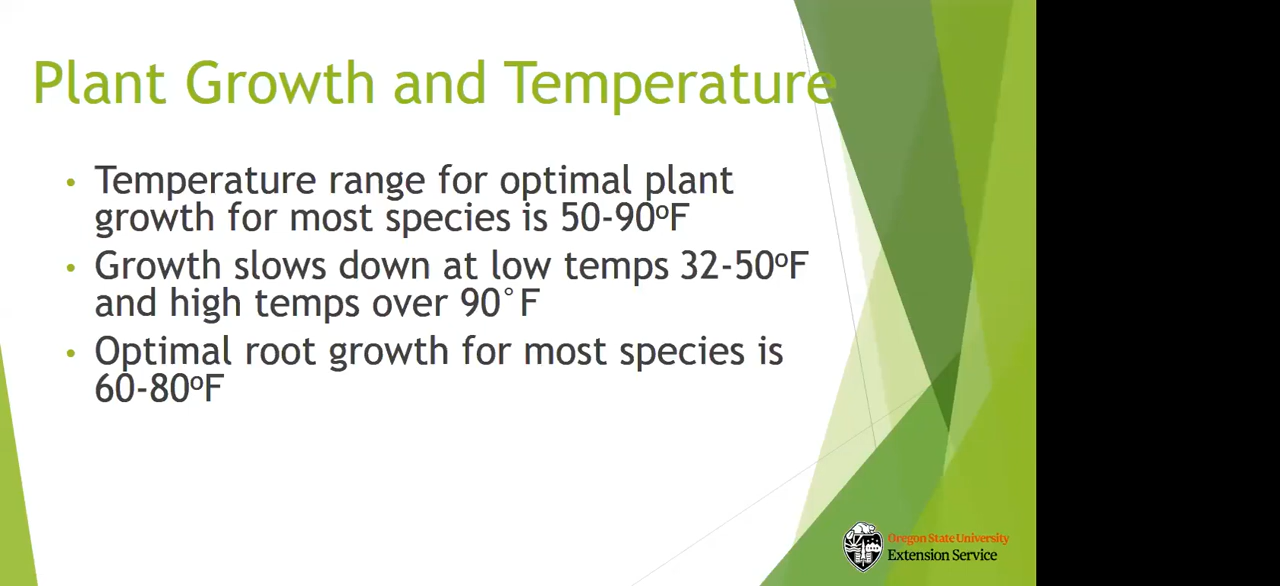 Plant Growth and Temperature
• Temperature range for optimal plant
growth for most species is 50-90ºF
• Growth slows down at low temps 32-50ºF
and high temps over 90°F
• Optimal root growth for most species is
60-80ºF
Oregon State University
Extension Service